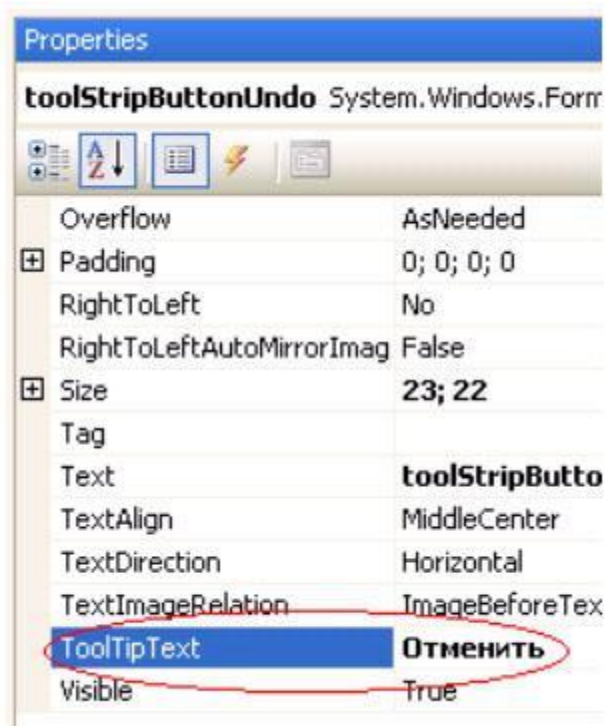 Properties
toolStripButtonUndo System.Windows.Form
Overflow AsNeeded
Padding 0; 0; 0; 0
RightToLeft No
RightToLeftAutoMirrorImag False
Size 23; 22
Tag
Text toolStripButto
TextAlign MiddleCenter
TextDirection Horizontal
TextImageRelation ImageBeforeTex
ToolTipText Отменить
Visible True